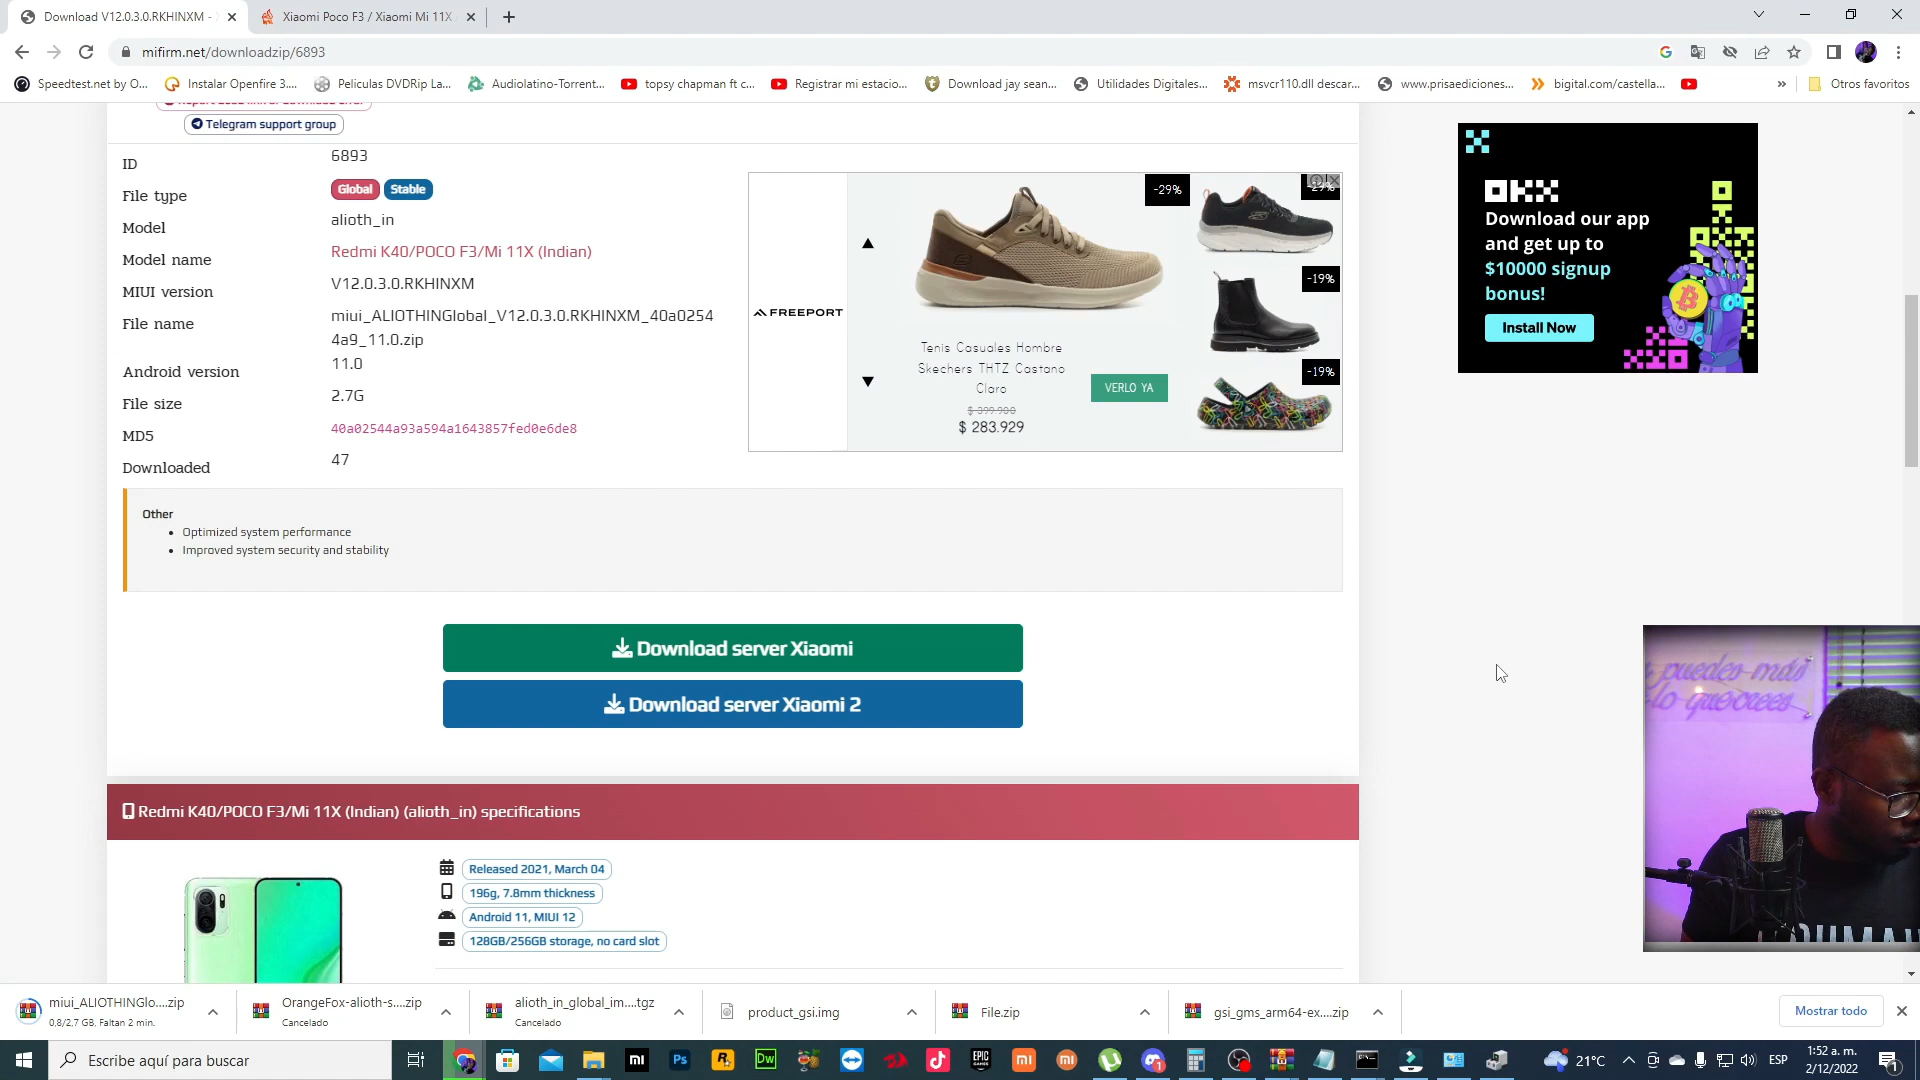 Download V12.0.3.0.RKHINXM -
Xiaomi Poco F3 / Xiaomi Mi 11X
mifirm.net/downloadzip/6893
Speedtest.net by O...
Instalar Openfire 3....
Peliculas DVDRip La...
Audiolatino-Torrent...
topsy chapman ft c...
Registrar mi estacio...
Download jay sean...
Utilidades Digitales...
msvcr110.dll descar...
www.prisaediciones...
bigital.com/castella...
»
Otros favoritos
Telegram support group
ID 6893
File type Global Stable
Model alioth_in
Model name Redmi K40/POCO F3/Mi 11X (Indian)
MIUI version V12.0.3.0.RKHINXM
File name miui_ALIOTHINGlobal_V12.0.3.0.RKHINXM_40a0254
4a9_11.0.zip
Android version 11.0
File size 2.7G
MD5 40a02544a93a594a1643857fed0e6de8
Downloaded 47
FREEPORT
-29%
Tenis Casuales Hombre
Skechers THTZ Castano
Claro
$ 399.900
$ 283.929
VERLO YA
-29%
-19%
-19%
OKX
Download our app
and get up to
$10000 signup
bonus!
Install Now
Other
Optimized system performance
Improved system security and stability
Download server Xiaomi
Download server Xiaomi 2
Redmi K40/POCO F3/Mi 11X (Indian) (alioth_in) specifications
Released 2021, March 04
196g, 7.8mm thickness
Android 11, MIUI 12
128GB/256GB storage, no card slot
puedes más
lo que crees
miui_ALIOTHINGlo....zip
0,8/2,7 GB, Faltan 2 min.
OrangeFox-alioth-s....zip
Cancelado
alioth_in_global_im....tgz
Cancelado
product_gsi.img
File.zip
gsi_gms_arm64-ex....zip
Mostrar todo
Escribe aquí para buscar
21°C
ESP
1:52 a. m.
2/12/2022